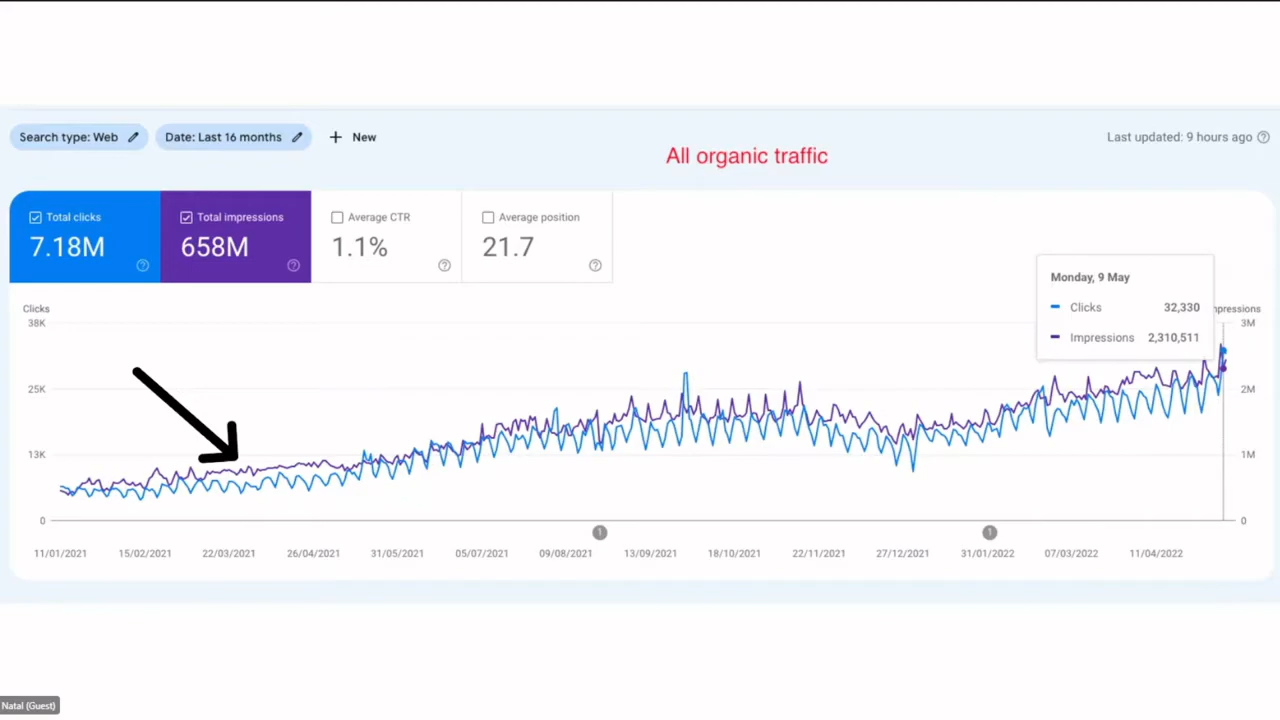 Search type: Web
Date: Last 16 months
+ New
Last updated: 9 hours ago
All organic traffic
Total clicks
7.18M
Total impressions
658M
Average CTR
1.1%
Average position
21.7
Monday, 9 May
Clicks 32,330
Impressions 2,310,511
Clicks
38K
25K
13K
0
mpressions
3M
2M
1M
0
1
1
11/01/2021 15/02/2021 22/03/2021 26/04/2021 31/05/2021 05/07/2021 09/08/2021 13/09/2021 18/10/2021 22/11/2021 27/12/2021 31/01/2022 07/03/2022 11/04/2022
Natal (Guest)